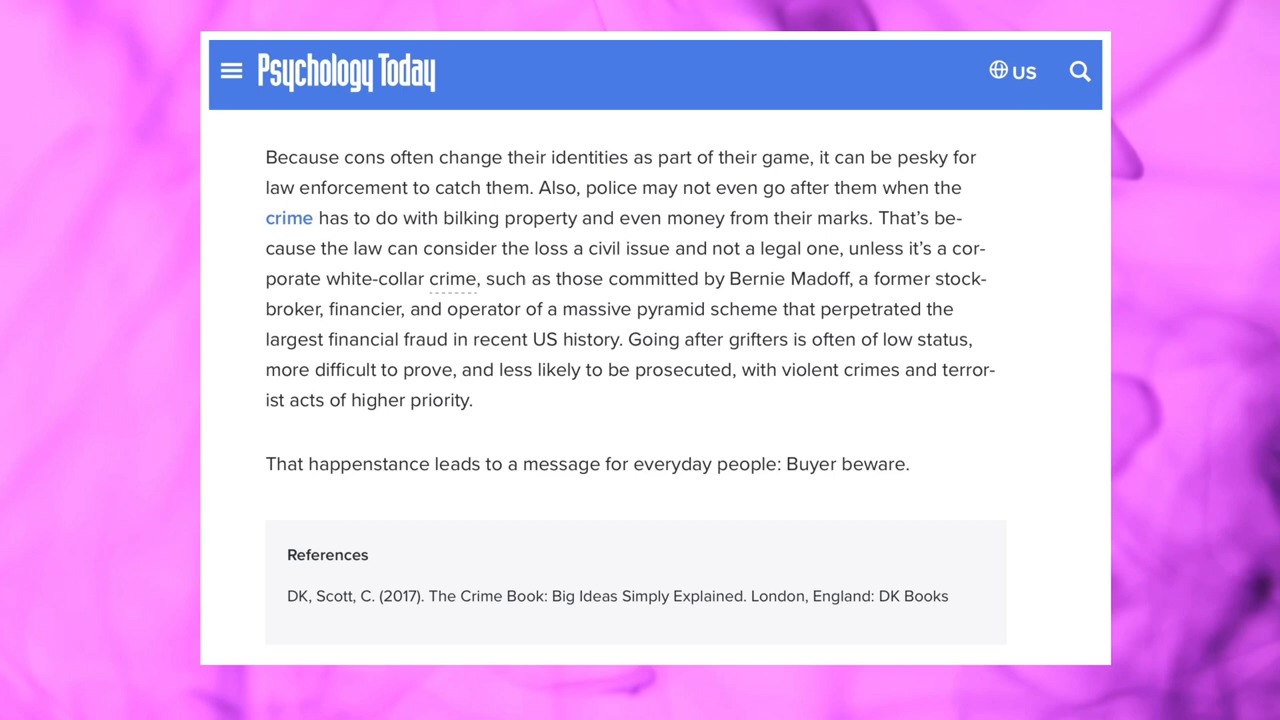 Psychology Today
US
Because cons often change their identities as part of their game, it can be pesky for
law enforcement to catch them. Also, police may not even go after them when the
crime has to do with bilking property and even money from their marks. That’s be-
cause the law can consider the loss a civil issue and not a legal one, unless it’s a cor-
porate white-collar crime, such as those committed by Bernie Madoff, a former stock-
broker, financier, and operator of a massive pyramid scheme that perpetrated the
largest financial fraud in recent US history. Going after grifters is often of low status,
more difficult to prove, and less likely to be prosecuted, with violent crimes and terror-
ist acts of higher priority.
That happenstance leads to a message for everyday people: Buyer beware.
References
DK, Scott, C. (2017). The Crime Book: Big Ideas Simply Explained. London, England: DK Books